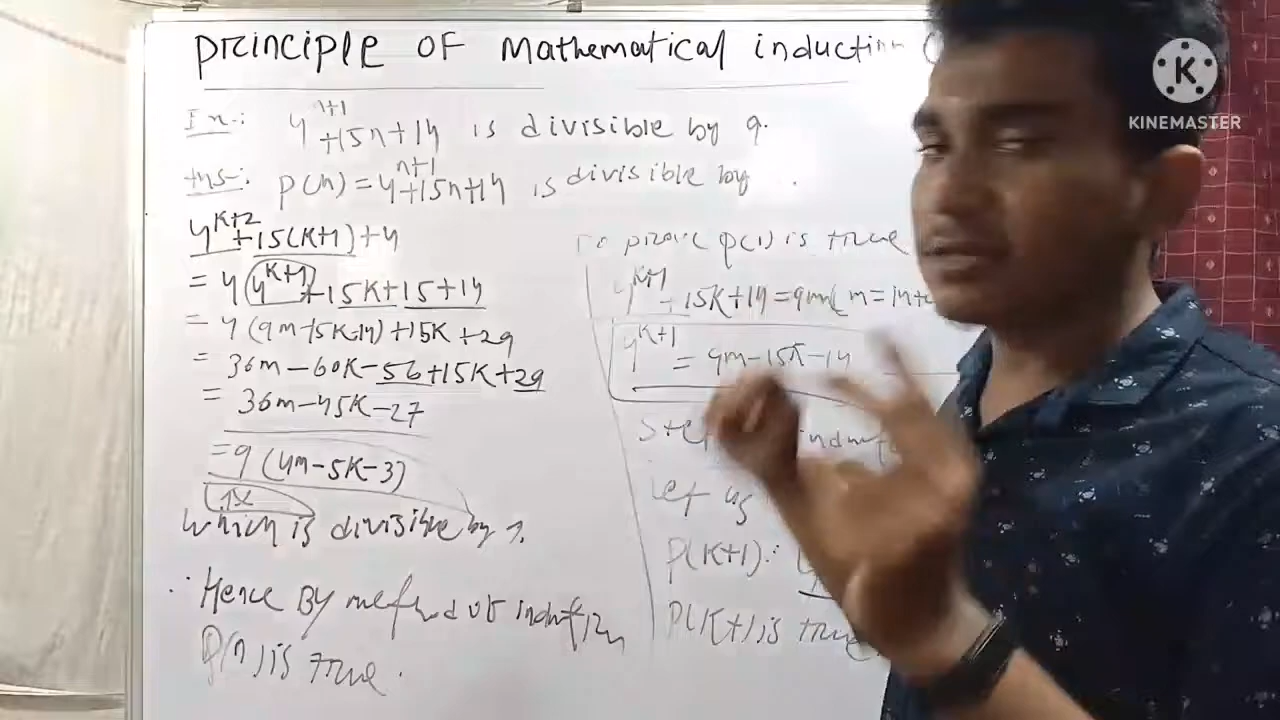 Principle of Mathematical induction
4^{n+1}+15n+14 is divisible by 9.
Ans:- P(n) = 4^{n+1}+15n+14 is divisible by
4^{K+2}+15(K+1)+4
= 4(4^{K+1}+15K+15+14
= 4(9m-15K-14)+15K+29
= 36m-60K-56+15K+29
= 36m-45K-27
=9(4m-5K-3)
which is divisible by 9.
∴ Hence By method of induction
P(n) is true.
To prove P(1) is true
4^{K+1}+15K+14=9m(m=
4^{K+1} = 9m-15K-14
let us
P(K+1):
P(K+1) is true
KINEMASTER